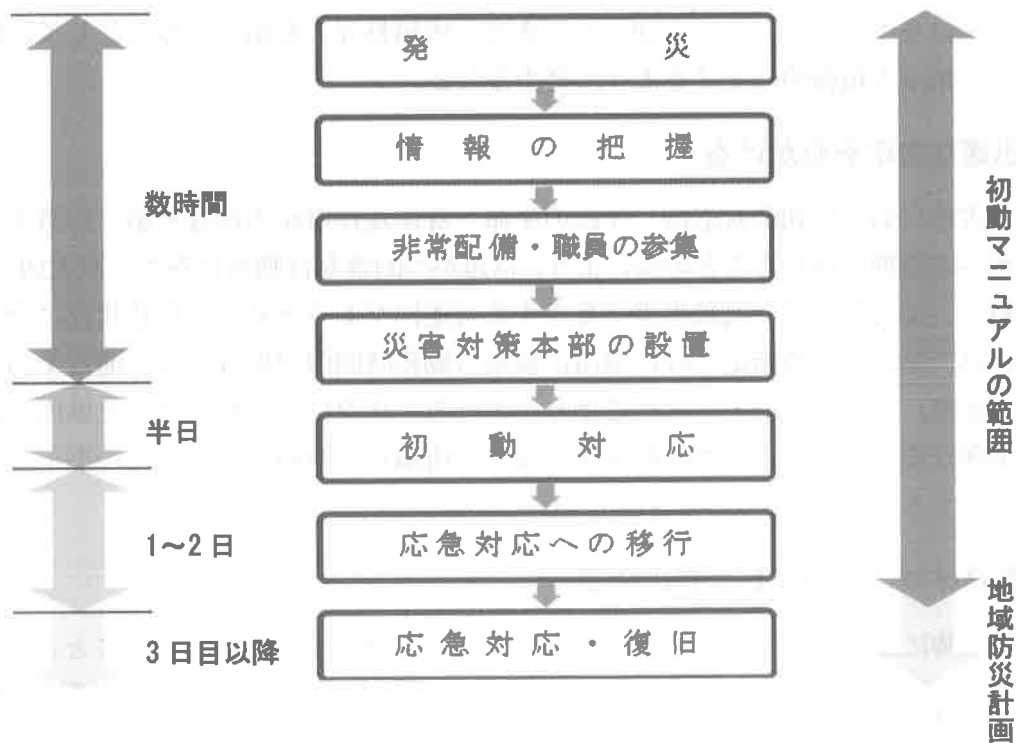 発災
情報の把握
数時間
非常配備・職員の参集
災害対策本部の設置
半日
初動対応
1～2日
応急対応への移行
3日目以降
応急対応・復旧
初動マニュアルの範囲
地域防災計画